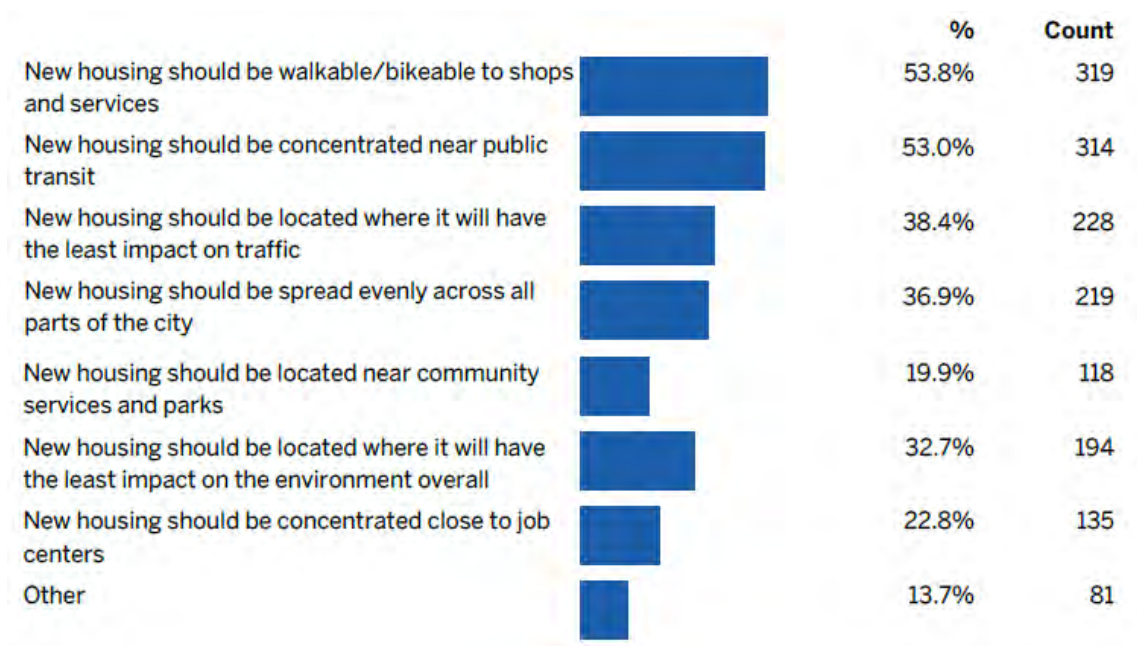 % Count
New housing should be walkable/bikeable to shops 53.8% 319
and services
New housing should be concentrated near public 53.0% 314
transit
New housing should be located where it will have 38.4% 228
the least impact on traffic
New housing should be spread evenly across all 36.9% 219
parts of the city
New housing should be located near community 19.9% 118
services and parks
New housing should be located where it will have 32.7% 194
the least impact on the environment overall
New housing should be concentrated close to job 22.8% 135
centers
Other 13.7% 81